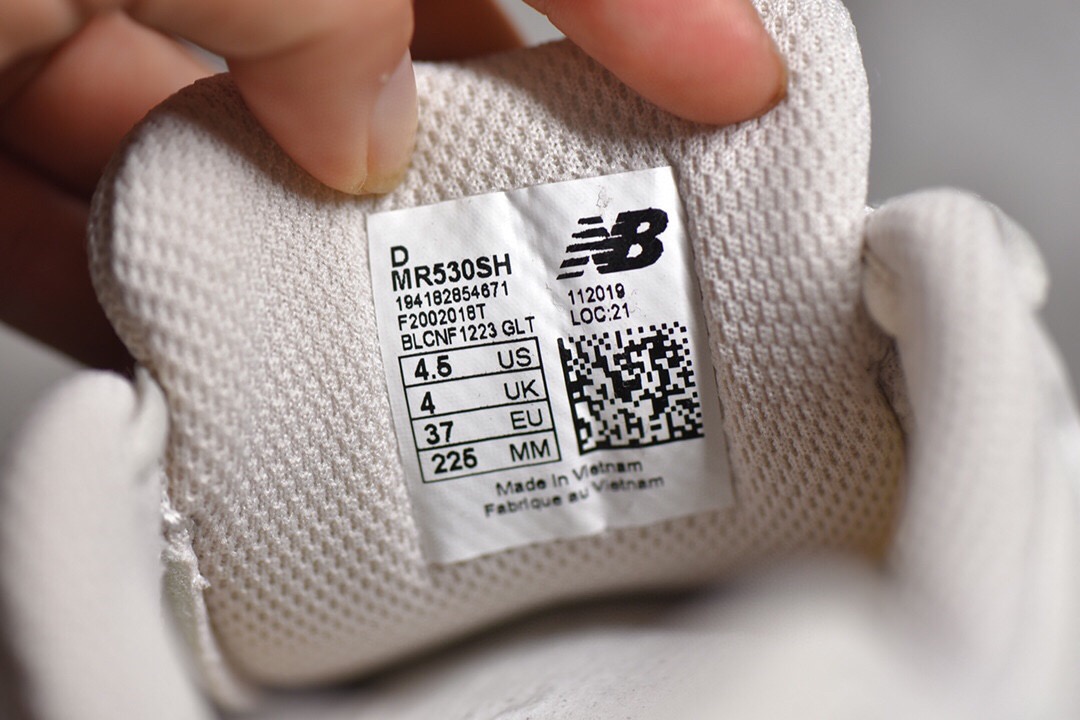 D
MR530SH
194182854671
F2002018T
BLCNF1223 GLT
4.5 US
4 UK
37 EU
225 MM
NB
112019
LOC:21
Made in Vietnam
Fabrique au Vietnam